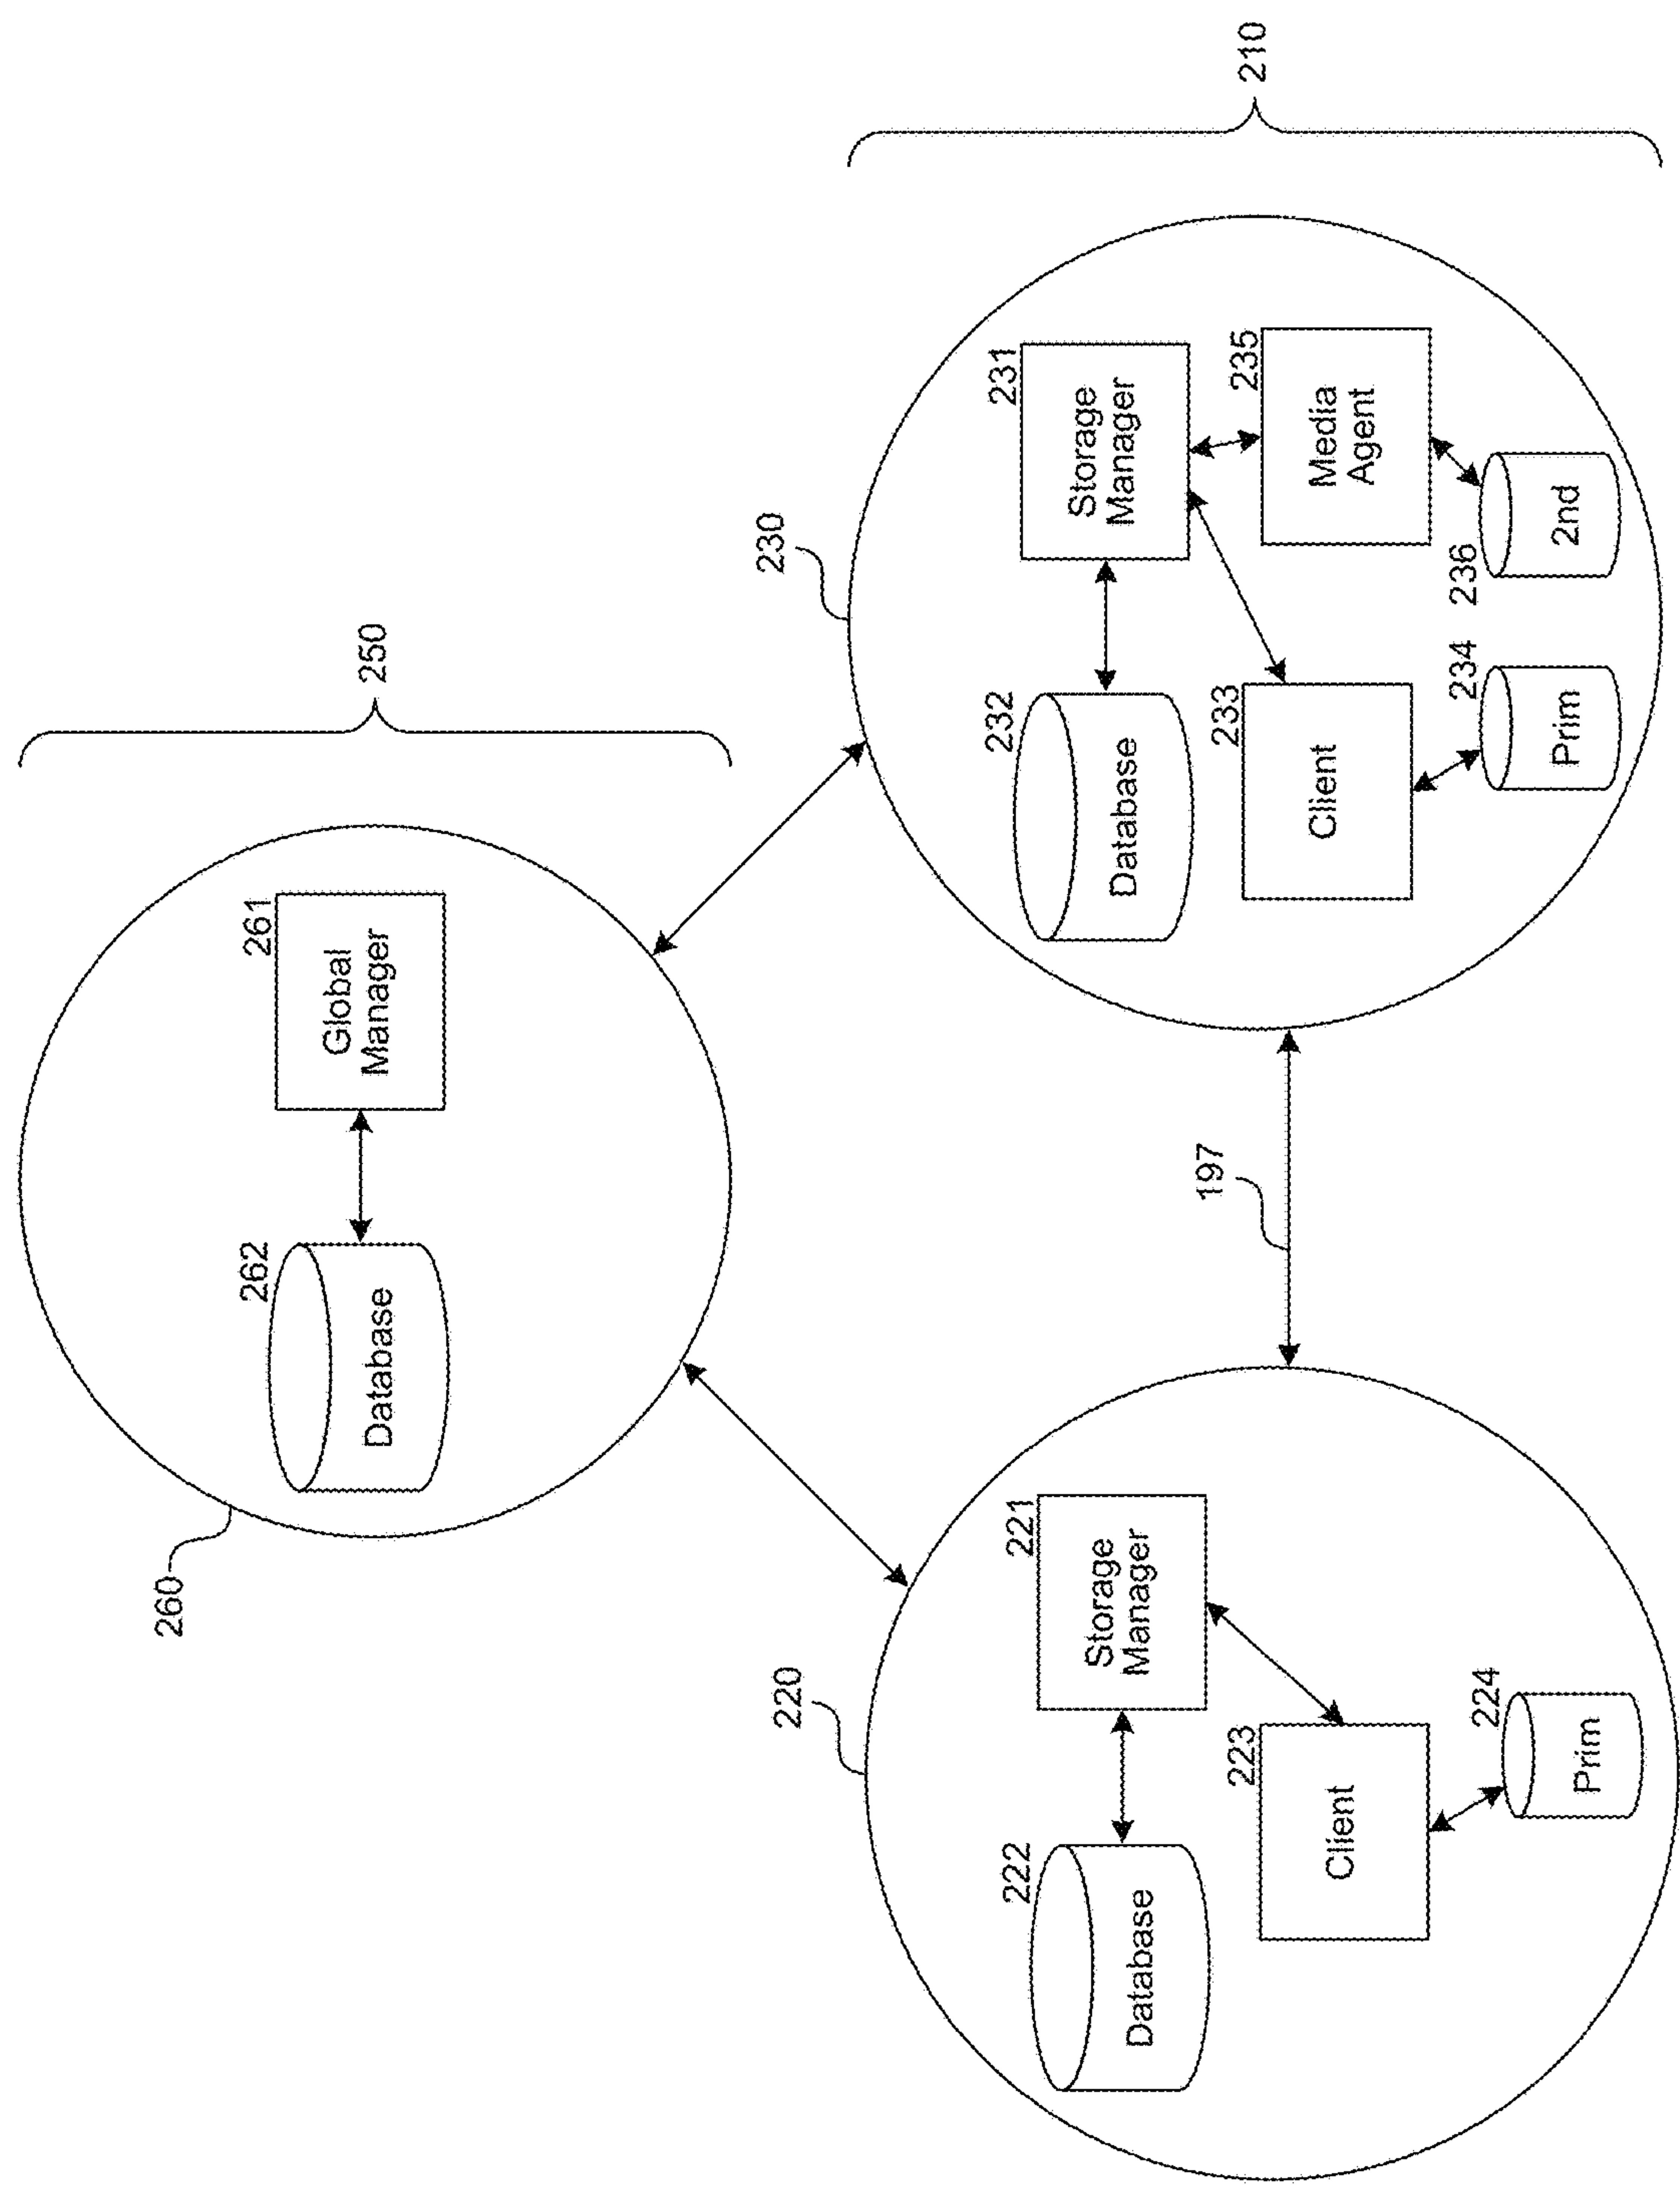 260
262
Database
261
Global
Manager
250
220
222
Database
221
Storage
Manager
223
Client
224
Prim
197
230
232
Database
231
Storage
Manager
233
Client
235
Media
Agent
234
Prim
236
2nd
210